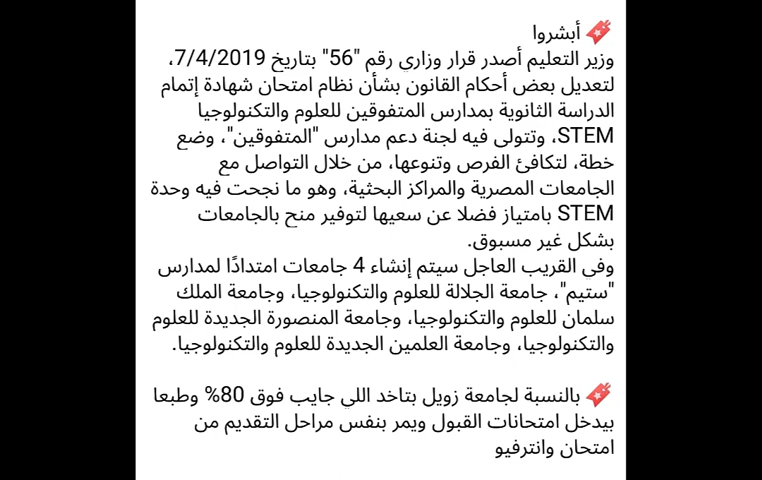 أبشروا
وزير التعليم أصدر قرار وزاري رقم "56" بتاريخ 7/4/2019،
لتعديل بعض أحكام القانون بشأن نظام امتحان شهادة إتمام
الدراسة الثانوية بمدارس المتفوقين للعلوم والتكنولوجيا
STEM، وتتولى فيه لجنة دعم مدارس "المتفوقين"، وضع
خطة، لتكافئ الفرص وتنوعها، من خلال التواصل مع
الجامعات المصرية والمراكز البحثية، وهو ما نجحت فيه وحدة
STEM بامتياز فضلا عن سعيها لتوفير منح بالجامعات
بشكل غير مسبوق.
وفى القريب العاجل سيتم إنشاء 4 جامعات امتدادًا لمدارس
"ستيم"، جامعة الجلالة للعلوم والتكنولوجيا، وجامعة الملك
سلمان للعلوم والتكنولوجيا، وجامعة المنصورة الجديدة للعلوم
والتكنولوجيا، وجامعة العلمين الجديدة للعلوم والتكنولوجيا.
بالنسبة لجامعة زويل بتاخد اللي جايب فوق 80% وطبعا
بيدخل امتحانات القبول ويمر بنفس مراحل التقديم من
امتحان وانترفيو